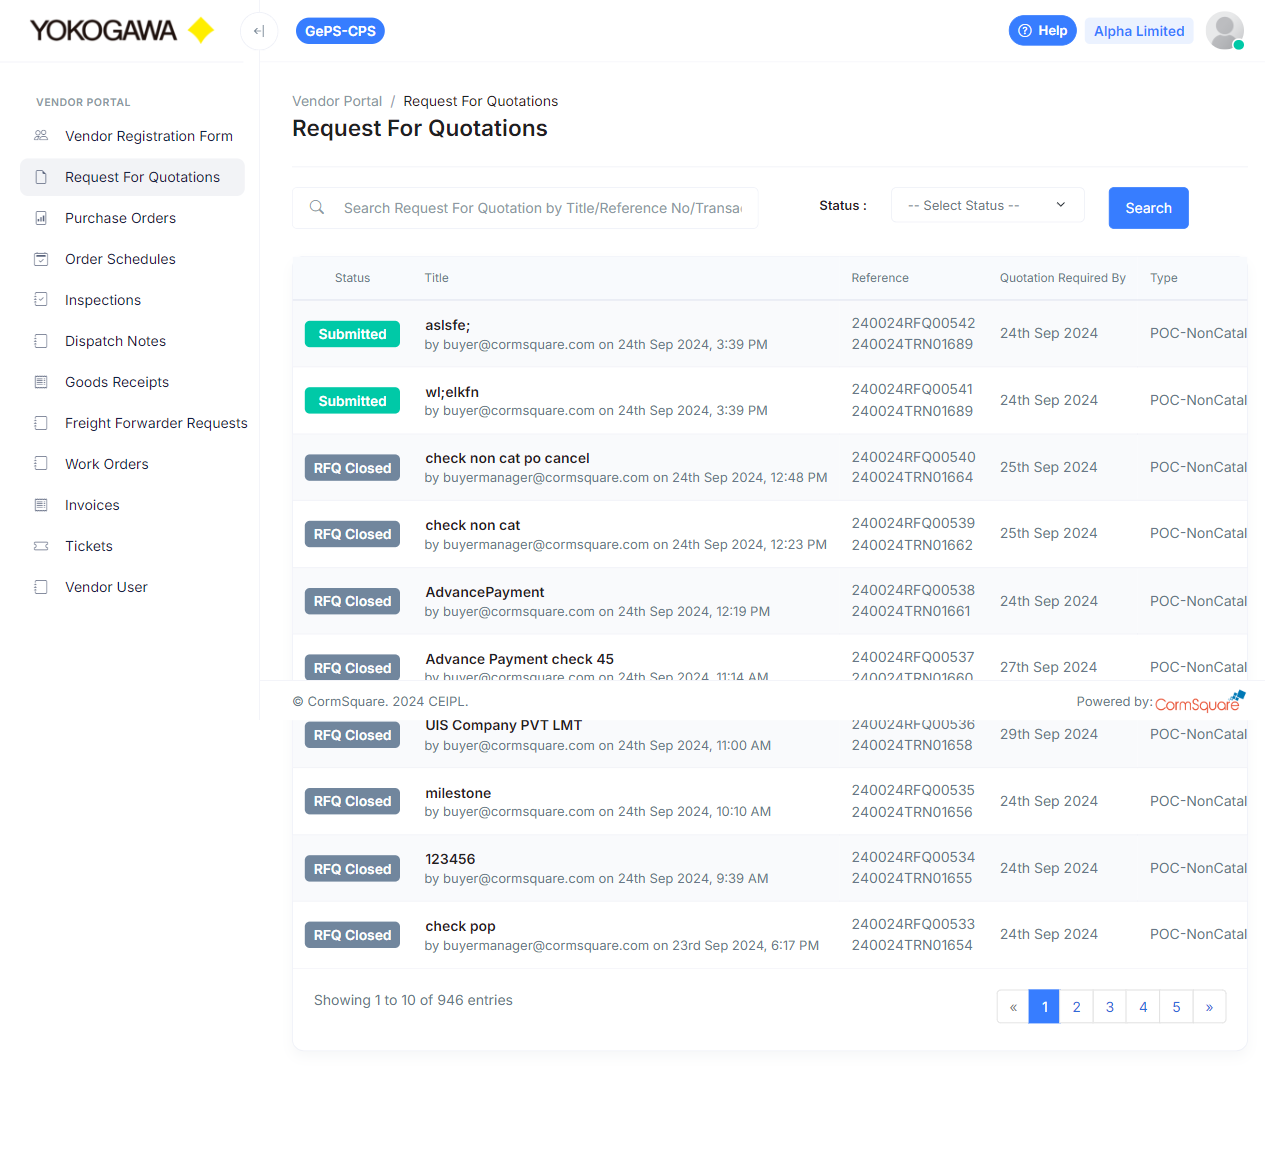 YOKOGAWA
GePS-CPS
Help
Alpha Limited
VENDOR PORTAL
Vendor Registration Form
Request For Quotations
Purchase Orders
Order Schedules
Inspections
Dispatch Notes
Goods Receipts
Freight Forwarder Requests
Work Orders
Invoices
Tickets
Vendor User
Vendor Portal / Request For Quotations
Request For Quotations
Search Request For Quotation by Title/Reference No/Transa
Status :
-- Select Status --
Search
Status Title Reference Quotation Required By Type
Submitted
aslsfe;
by buyer@cormsquare.com on 24th Sep 2024, 3:39 PM
240024RFQ00542
240024TRN01689
24th Sep 2024
POC-NonCatal
Submitted
wl;elkfn
by buyer@cormsquare.com on 24th Sep 2024, 3:39 PM
240024RFQ00541
240024TRN01689
24th Sep 2024
POC-NonCatal
RFQ Closed
check non cat po cancel
by buyermanager@cormsquare.com on 24th Sep 2024, 12:48 PM
240024RFQ00540
240024TRN01664
25th Sep 2024
POC-NonCatal
RFQ Closed
check non cat
by buyermanager@cormsquare.com on 24th Sep 2024, 12:23 PM
240024RFQ00539
240024TRN01662
25th Sep 2024
POC-NonCatal
RFQ Closed
AdvancePayment
by buyer@cormsquare.com on 24th Sep 2024, 12:19 PM
240024RFQ00538
240024TRN01661
24th Sep 2024
POC-NonCatal
RFQ Closed
Advance Payment check 45
by buyer@cormsquare.com on 24th Sep 2024, 11:14 AM
240024RFQ00537
240024TRN01660
27th Sep 2024
POC-NonCatal
© CormSquare. 2024 CEIPL.
Powered by: CormSquare
RFQ Closed
UIS Company PVT LMT
by buyer@cormsquare.com on 24th Sep 2024, 11:00 AM
240024RFQ00536
240024TRN01658
29th Sep 2024
POC-NonCatal
RFQ Closed
milestone
by buyer@cormsquare.com on 24th Sep 2024, 10:10 AM
240024RFQ00535
240024TRN01656
24th Sep 2024
POC-NonCatal
RFQ Closed
123456
by buyer@cormsquare.com on 24th Sep 2024, 9:39 AM
240024RFQ00534
240024TRN01655
24th Sep 2024
POC-NonCatal
RFQ Closed
check pop
by buyermanager@cormsquare.com on 23rd Sep 2024, 6:17 PM
240024RFQ00533
240024TRN01654
24th Sep 2024
POC-NonCatal
Showing 1 to 10 of 946 entries
« 1 2 3 4 5 »